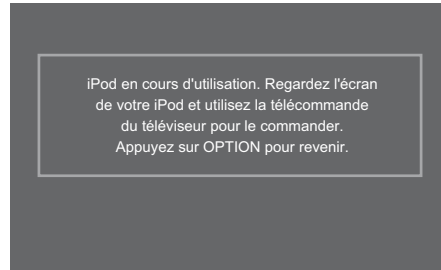 iPod en cours d'utilisation. Regardez l'écran
de votre iPod et utilisez la télécommande
du téléviseur pour le commander.
Appuyez sur OPTION pour revenir.